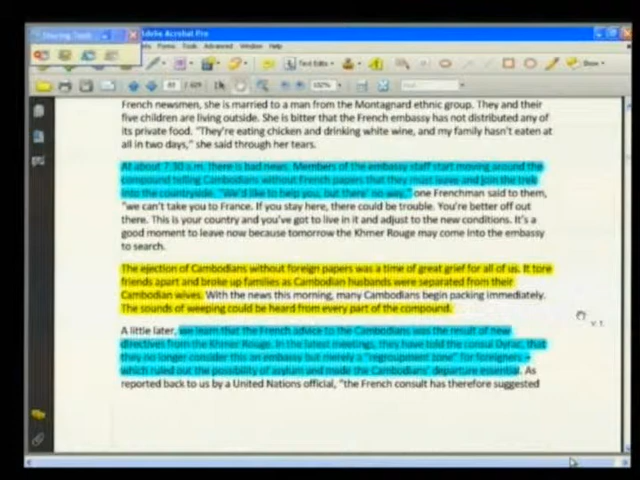 Adobe Acrobat Pro
Forms Tools Advanced Window Help
Text Edits
Show
French newsmen, she is married to a man from the Montagnard ethnic group. They and their
five children are living outside. She is bitter that the French embassy has not distributed any of
its private food. "They're eating chicken and drinking white wine, and my family hasn't eaten at
all in two days," she said through her tears.
At about 7:30 a.m. There is bad news. Members of the embassy staff start moving around the
compound telling Cambodians without French papers that they must leave and join the trek
into the countryside. "We'd like to help you, but there' no way," one Frenchman said to them,
"we can't take you to France. If you stay here, there could be trouble. You're better off out
there. This is your country and you've got to live in it and adjust to the new conditions. It's a
good moment to leave now because tomorrow the Khmer Rouge may come into the embassy
to search.
The ejection of Cambodians without foreign papers was a time of great grief for all of us. It tore
friends apart and broke up families as Cambodian husbands were separated from their
Cambodian wives. With the news this morning, many Cambodians begin packing immediately.
The sounds of weeping could be heard from every part of the compound.
A little later, we learn that the French advice to the Cambodians was the result of new
directives from the Khmer Rouge. In the latest meetings, they have told the consul Dyrac, that
they no longer consider this an embassy but merely a "regroupment zone" for foreigners –
which ruled out the possibility of asylum and made the Cambodians' departure essential. As
reported back to us by a United Nations official, "the French consult has therefore suggested